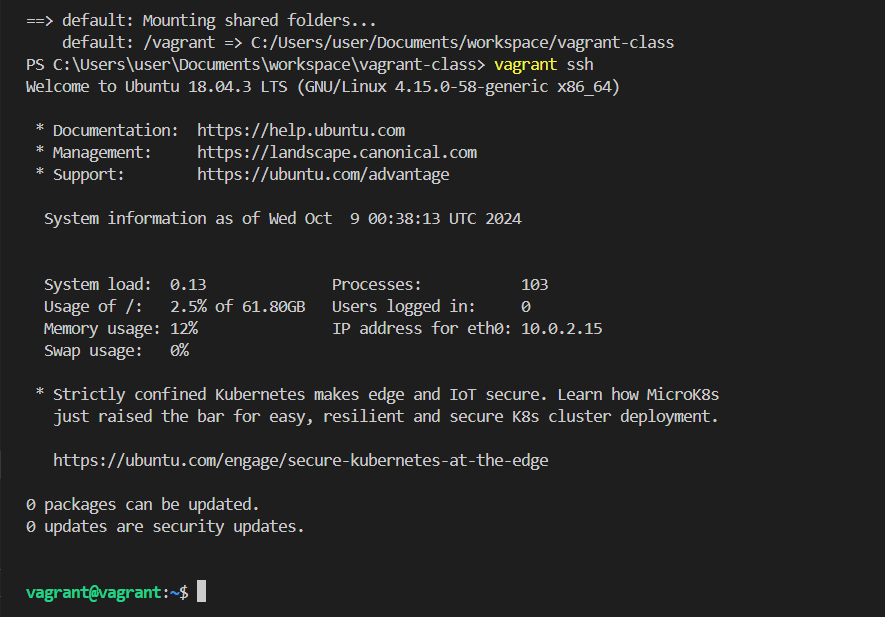 ==> default: Mounting shared folders...
    default: /vagrant => C:/Users/user/Documents/workspace/vagrant-class
PS C:\Users\user\Documents\workspace\vagrant-class> vagrant ssh
Welcome to Ubuntu 18.04.3 LTS (GNU/Linux 4.15.0-58-generic x86_64)

 * Documentation:  https://help.ubuntu.com
 * Management:     https://landscape.canonical.com
 * Support:        https://ubuntu.com/advantage

  System information as of Wed Oct  9 00:38:13 UTC 2024


  System load:  0.13              Processes:           103
  Usage of /:   2.5% of 61.80GB   Users logged in:     0
  Memory usage: 12%               IP address for eth0: 10.0.2.15
  Swap usage:   0%

 * Strictly confined Kubernetes makes edge and IoT secure. Learn how MicroK8s
   just raised the bar for easy, resilient and secure K8s cluster deployment.

   https://ubuntu.com/engage/secure-kubernetes-at-the-edge

0 packages can be updated.
0 updates are security updates.


vagrant@vagrant:~$